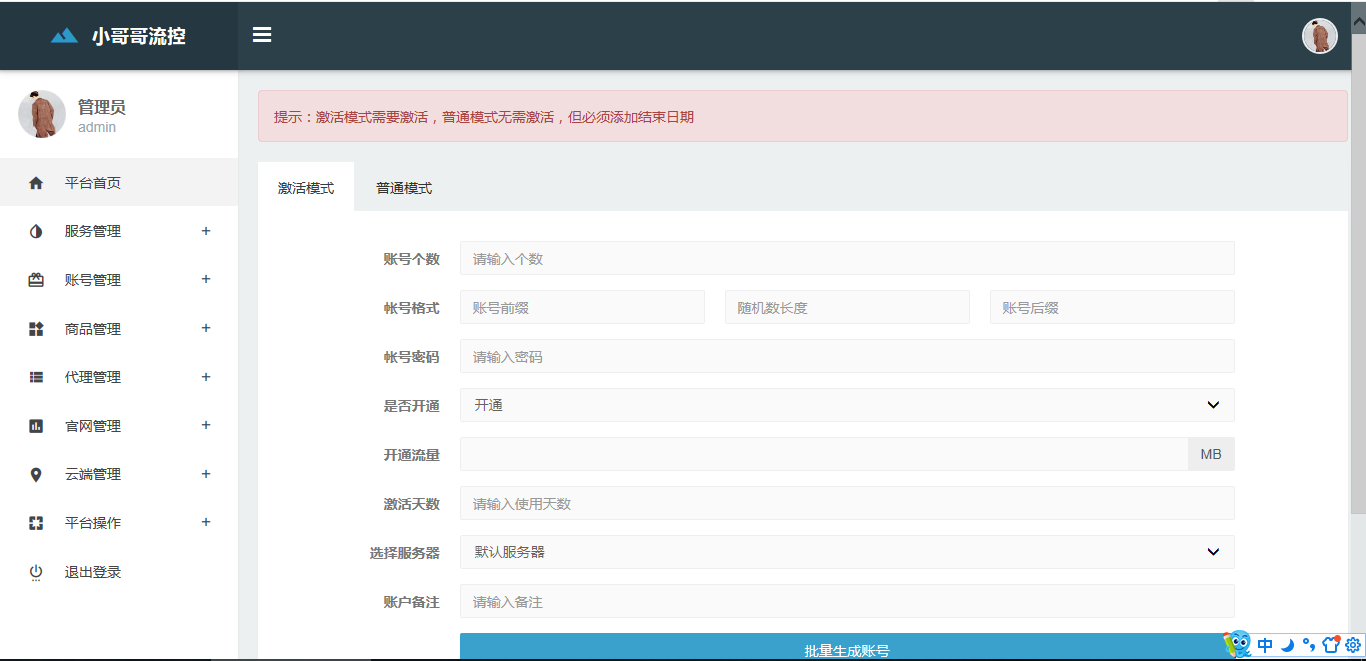 小哥哥流控
管理员
admin
平台首页
服务管理 +
账号管理 +
商品管理 +
代理管理 +
官网管理 +
云端管理 +
平台操作 +
退出登录
提示：激活模式需要激活，普通模式无需激活，但必须添加结束日期
激活模式 普通模式
账号个数 请输入个数
帐号格式 账号前缀 随机数长度 账号后缀
帐号密码 请输入密码
是否开通 开通
开通流量 MB
激活天数 请输入使用天数
选择服务器 默认服务器
账户备注 请输入备注
批量生成账号
中